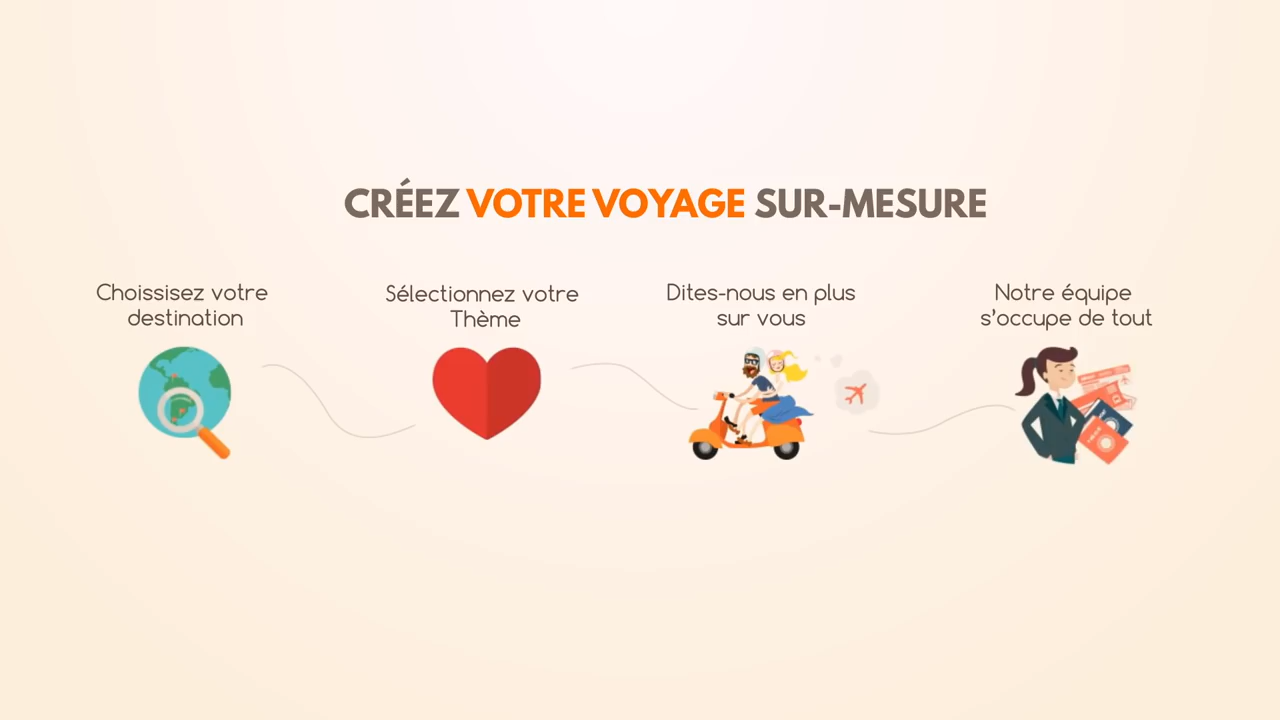 CRÉEZ VOTRE VOYAGE SUR-MESURE
Choissisez votre
destination
Sélectionnez votre
Thème
Dites-nous en plus
sur vous
Notre équipe
s'occupe de tout